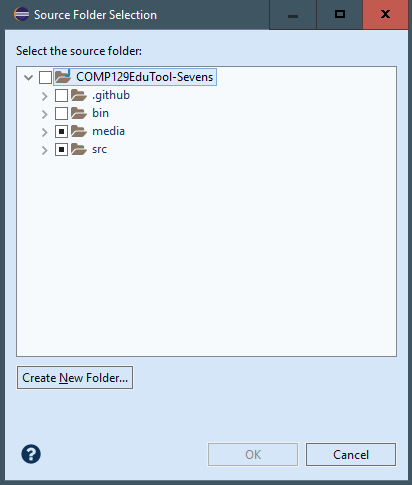 Source Folder Selection
Select the source folder:
COMP129EduTool-Sevens
.github
bin
media
src
Create New Folder...
?
OK
Cancel